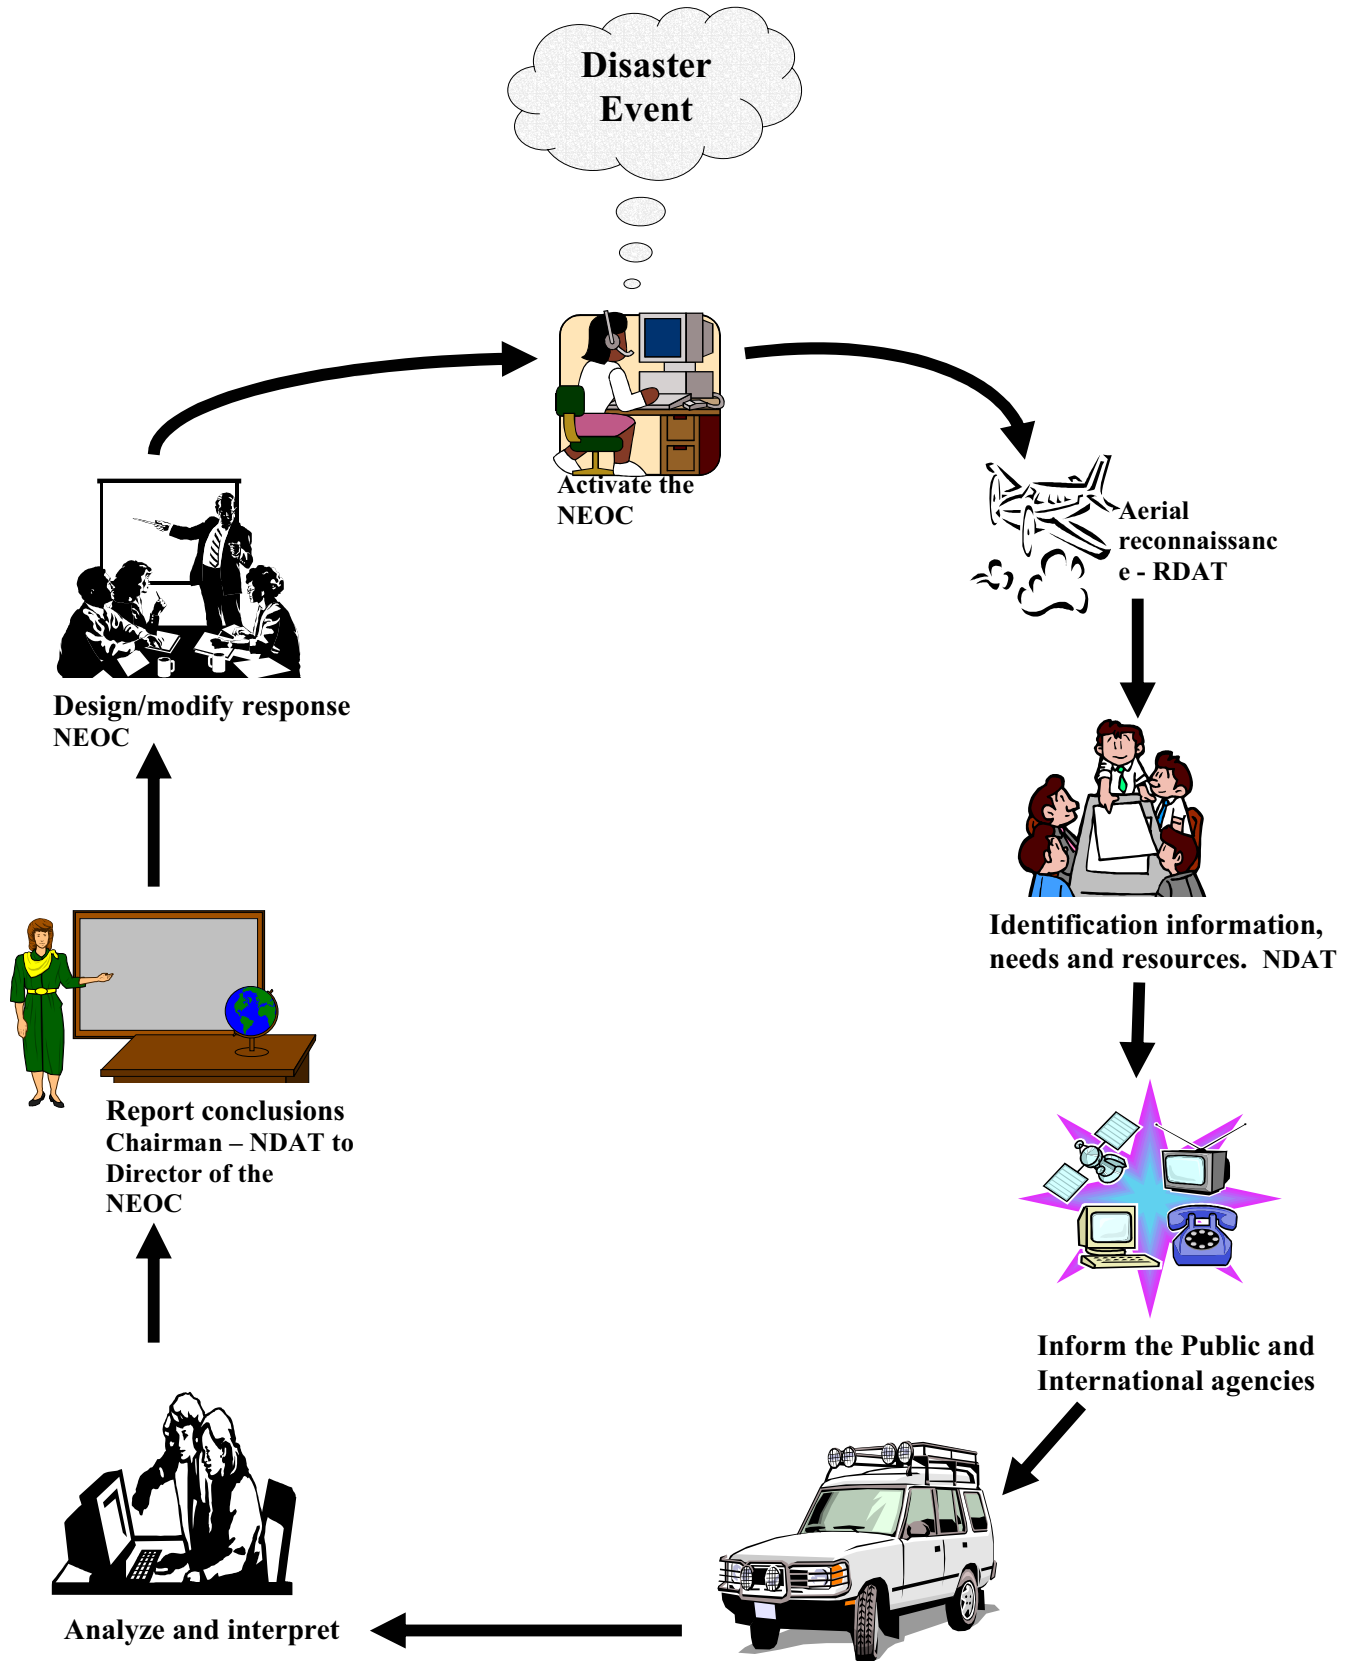 Disaster
Event
Activate the
NEOC
Aerial
reconnaissanc
e - RDAT
Identification information,
needs and resources. NDAT
Inform the Public and
International agencies
Analyze and interpret
Report conclusions
Chairman – NDAT to
Director of the
NEOC
Design/modify response
NEOC